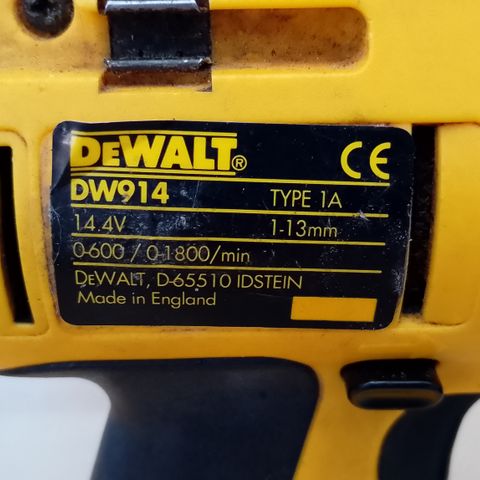 DEWALT® CE
DW914 TYPE 1A
14.4V 1-13mm
0-600 / 0-1800/min
DEWALT, D-65510 IDSTEIN
Made in England